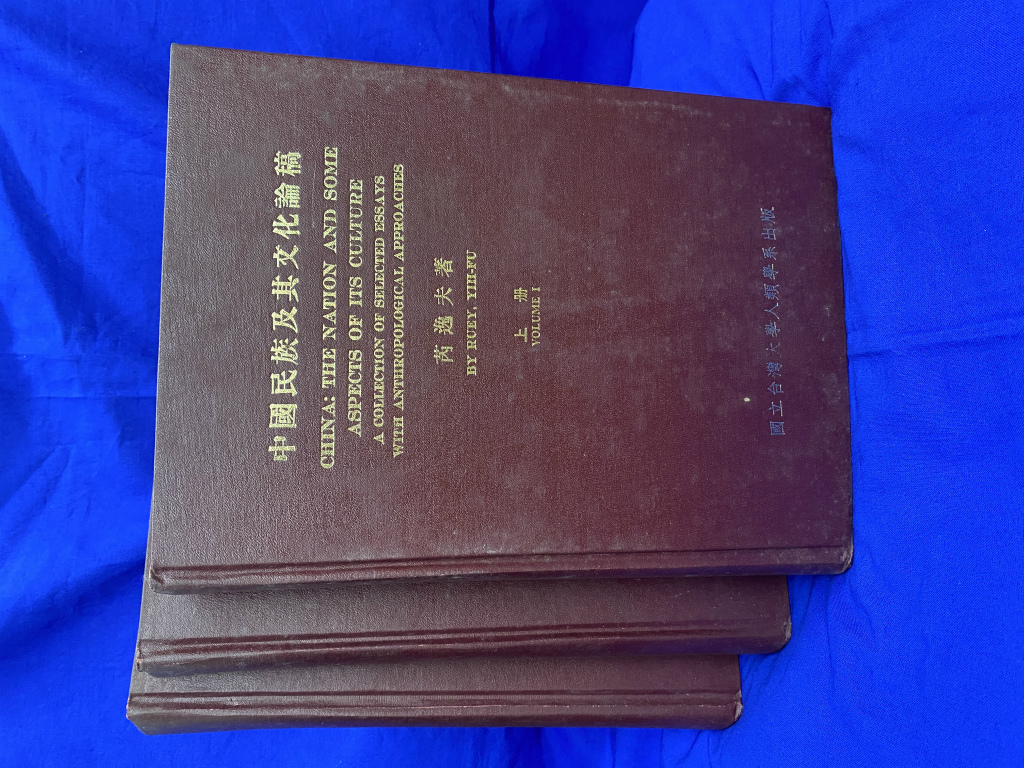 中國民族及其文化論稿
CHINA: THE NATION AND SOME
ASPECTS OF ITS CULTURE
A COLLECTION OF SELECTED ESSAYS
WITH ANTHROPOLOGICAL APPROACHES
芮逸夫著
BY RUEY, YIH-FU
上册
VOLUME I
國立台灣大學人類學系出版